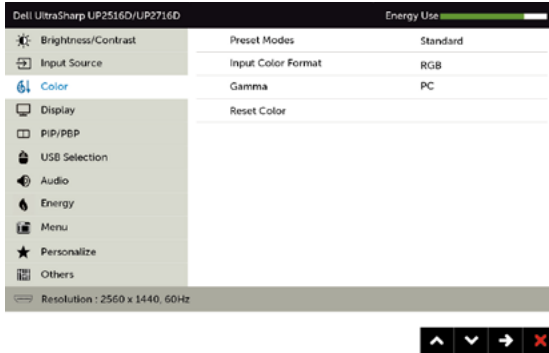 Dell UltraSharp UP2516D/UP2716D Energy Use
Brightness/Contrast Preset Modes Standard
Input Source Input Color Format RGB
Color Gamma PC
Display Reset Color
PIP/PBP
USB Selection
Audio
Energy
Menu
Personalize
Others
Resolution : 2560 x 1440, 60Hz